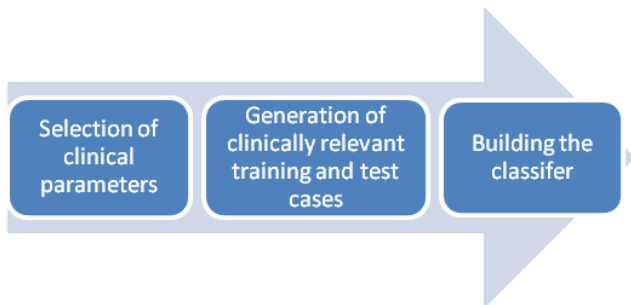 Selection of
clinical
parameters
Generation of
clinically relevant
training and test
cases
Building the
classifer